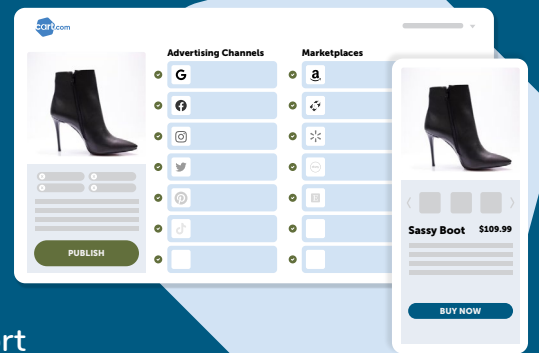 cart.com
Advertising Channels
Marketplaces
PUBLISH
Sassy Boot $109.99
BUY NOW
rt